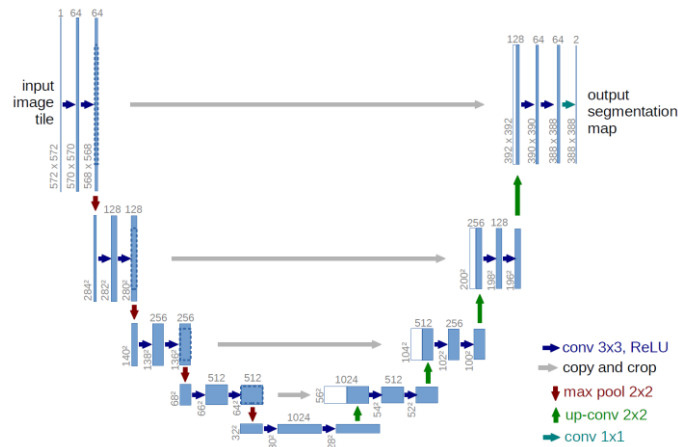 1 64 64
128 64 64 2
input
image
tile
output
segmentation
map
572 x 572
570 x 570
568 x 568
392 x 392
390 x 390
388 x 388
388 x 388
128 128
256 128
284²
282²
280²
200²
198²
196²
256 256
512 256
140²
138²
136²
104²
102²
100²
512 512
1024 512
68²
66²
64²
56²
54²
52²
1024
32²
30²
28²
conv 3x3, ReLU
copy and crop
max pool 2x2
up-conv 2x2
conv 1x1